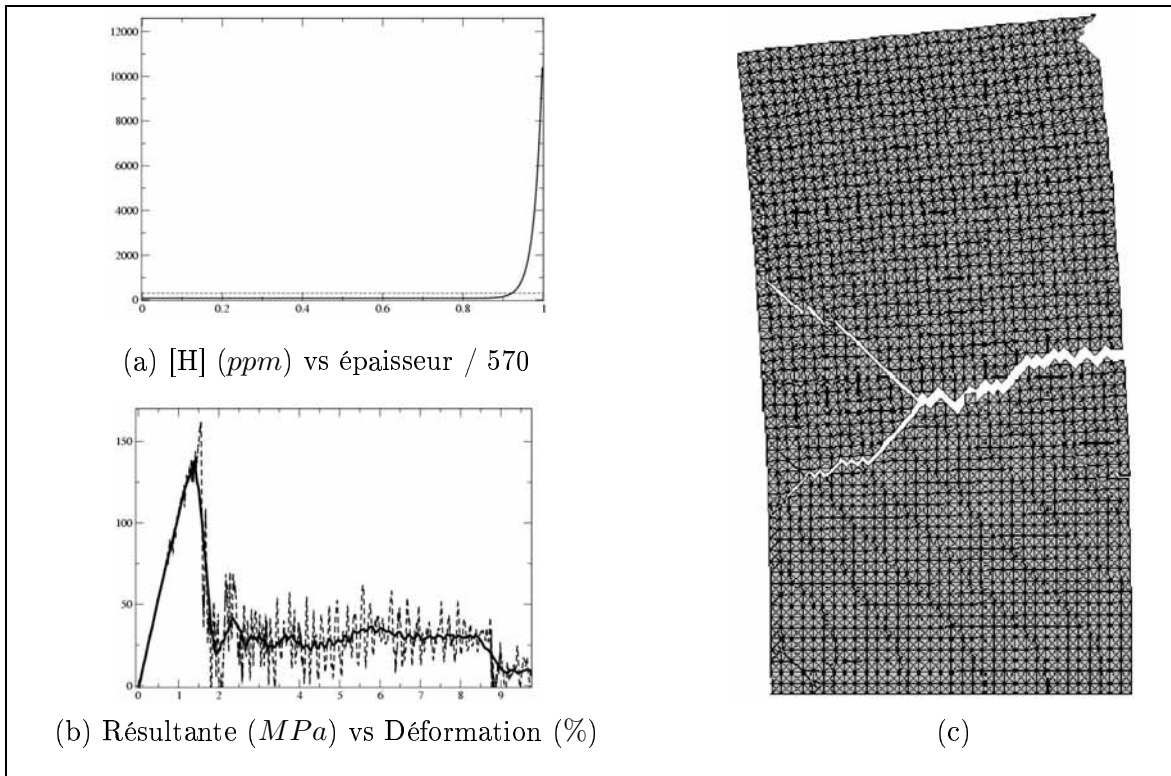 12000
10000
8000
6000
4000
2000
0
0 0.2 0.4 0.6 0.8 1
(a) [H] (ppm) vs épaisseur / 570
150
100
50
0
0 1 2 3 4 5 6 7 8 9
(b) Résultante (MPa) vs Déformation (%)
(c)